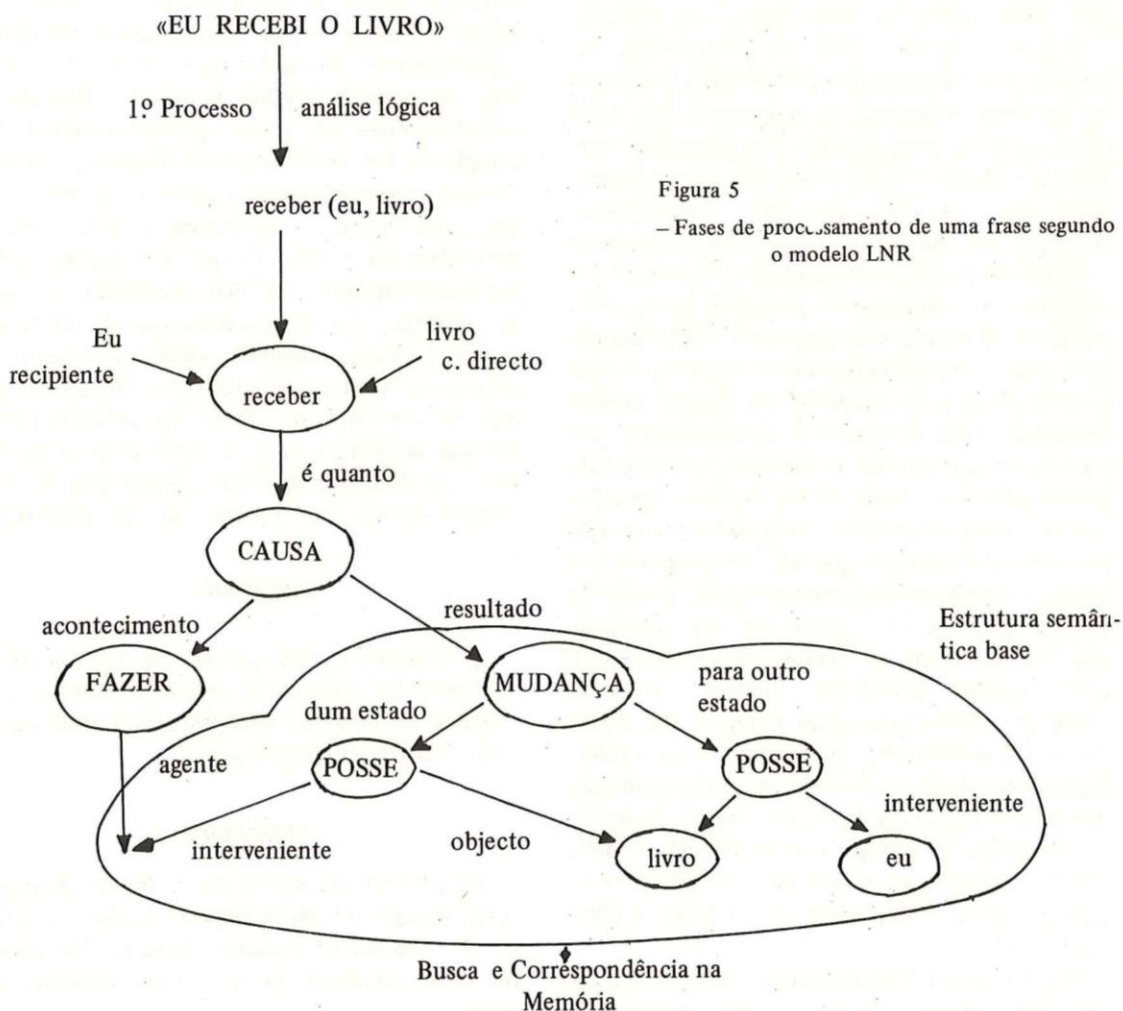 «EU RECEBI O LIVRO»
1º Processo
análise lógica
receber (eu, livro)
Figura 5
– Fases de processamento de uma frase segundo
o modelo LNR
Eu
recipiente
livro
c. directo
receber
é quanto
CAUSA
acontecimento
resultado
Estrutura semân-
tica base
FAZER
MUDANÇA
para outro
estado
dum estado
agente
POSSE
POSSE
interveniente
interveniente
objecto
livro
eu
Busca e Correspondência na
Memória